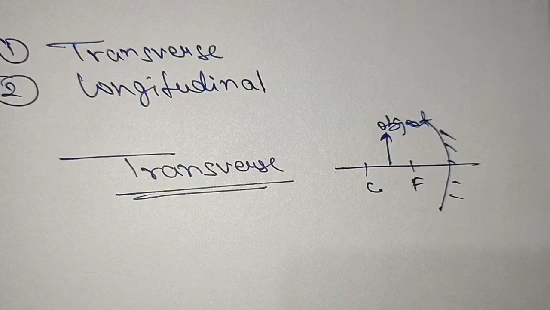 ① Transverse
② Longitudinal
Transverse
object
C F